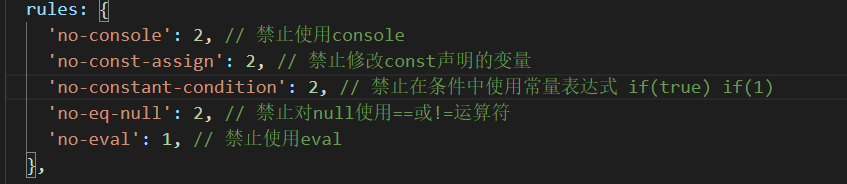 rules: {
'no-console': 2, // 禁止使用console
'no-const-assign': 2, // 禁止修改const声明的变量
'no-constant-condition': 2, // 禁止在条件中使用常量表达式 if(true) if(1)
'no-eq-null': 2, // 禁止对null使用==或!=运算符
'no-eval': 1, // 禁止使用eval
},